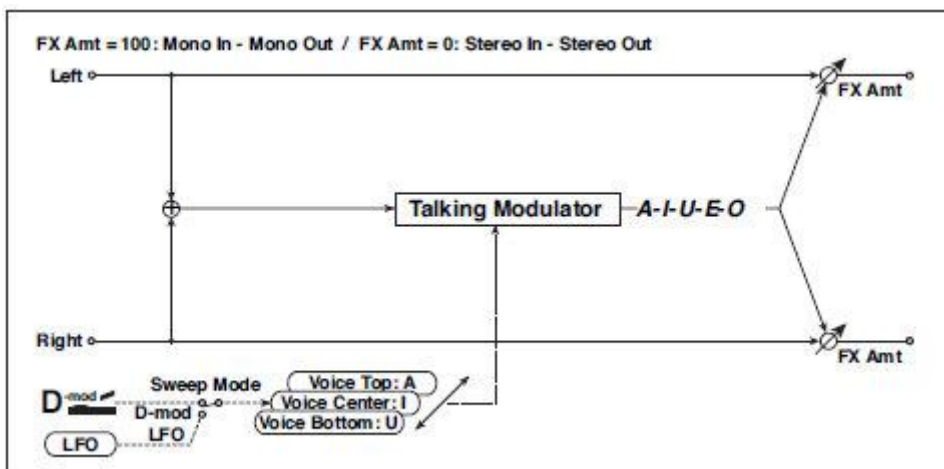 FX Amt = 100: Mono In - Mono Out / FX Amt = 0: Stereo In - Stereo Out
Left
FX Amt
Talking Modulator
A-I-U-E-O
Right
FX Amt
Sweep Mode
D-mod
D-mod
LFO
LFO
Voice Top: A
Voice Center: I
Voice Bottom: U